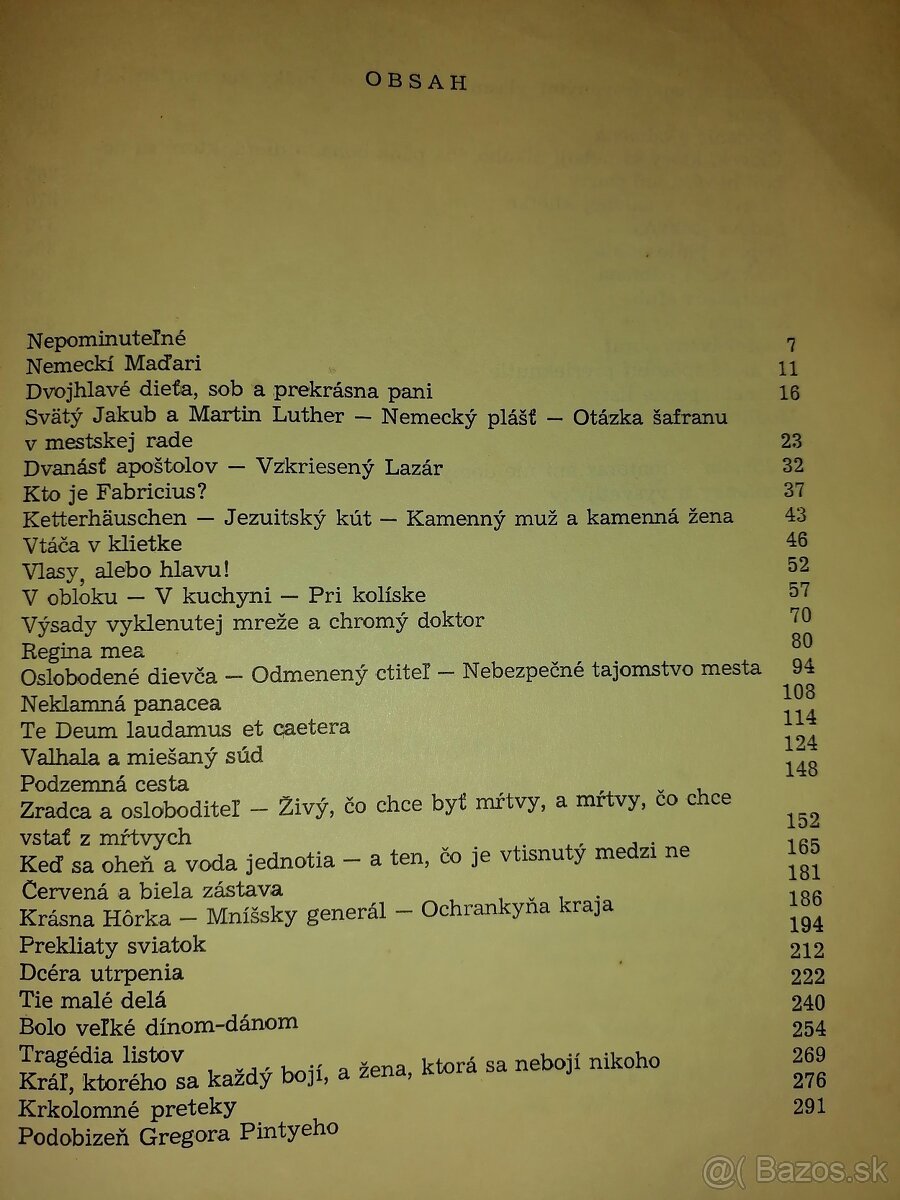 OBSAH
Nepominuteľné 7
Nemeckí Maďari 11
Dvojhlavé dieťa, sob a prekrásna pani 16
Svätý Jakub a Martin Luther — Nemecký plášť — Otázka šafranu
v mestskej rade 23
Dvanásť apoštolov — Vzkriesený Lazár 32
Kto je Fabricius? 37
Ketterhäuschen — Jezuitský kút — Kamenný muž a kamenná žena 43
Vtáča v klietke 46
Vlasy, alebo hlavu! 52
V obloku — V kuchyni — Pri kolíske 57
Výsady vyklenutej mreže a chromý doktor 70
Regina mea 80
Oslobodené dievča — Odmenený ctiteľ — Nebezpečné tajomstvo mesta 94
Neklamná panacea 108
Te Deum laudamus et caetera 114
Valhala a miešaný súd 124
Podzemná cesta 148
Zradca a osloboditeľ — Živý, čo chce byť mŕtvy, a mŕtvy, čo chce
vstať z mŕtvych 152
Keď sa oheň a voda jednotia — a ten, čo je vtisnutý medzi ne 165
Červená a biela zástava 181
Krásna Hôrka — Mníšsky generál — Ochrankyňa kraja 186
Prekliaty sviatok 194
Dcéra utrpenia 212
Tie malé delá 222
Bolo veľké dínom-dánom 240
Tragédia listov 254
Kráľ, ktorého sa každý bojí, a žena, ktorá sa nebojí nikoho 269
Krkolomné preteky 276
Podobizeň Gregora Pintyeho 291
@( Bazos.sk